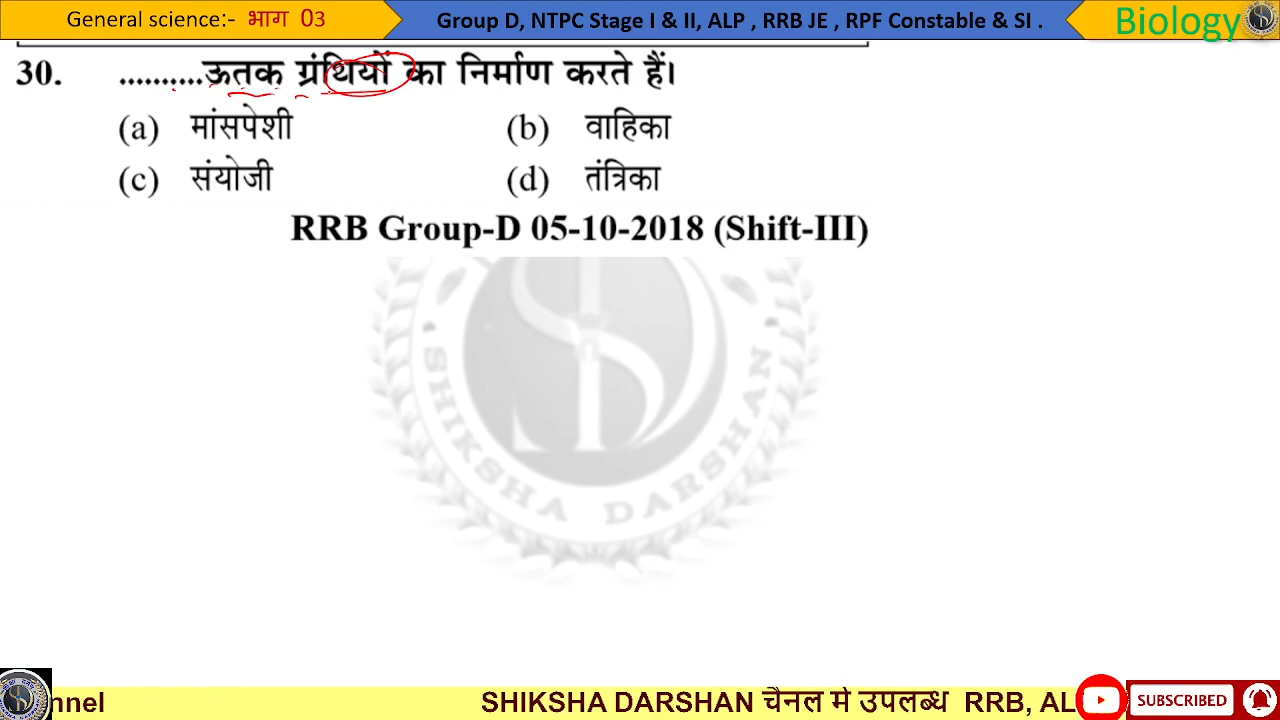 General science:- भाग 03
Group D, NTPC Stage I & II, ALP , RRB JE , RPF Constable & SI .
Biology
30. ..........ऊतक ग्रंथियों का निर्माण करते हैं।
(a) मांसपेशी (b) वाहिका
(c) संयोजी (d) तंत्रिका
RRB Group-D 05-10-2018 (Shift-III)
SHIKSHA DARSHAN
nnel SHIKSHA DARSHAN चैनल में उपलब्ध RRB, AL
SUBSCRIBED